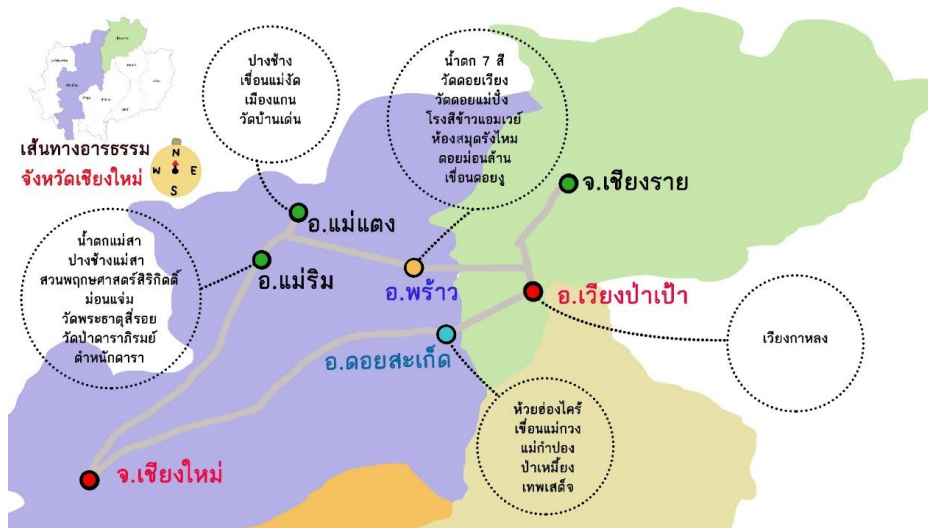 เส้นทางอารธรรม
จังหวัดเชียงใหม่
N
W E
S
ปางช้าง
เขื่อนแม่งัด
เมืองแกน
วัดบ้านเด่น
น้ำตก 7 สี
วัดดอยเวียง
วัดดอยแม่ปั๋ง
โรงสีข้าวแอมเวย์
ห้องสมุดรังไหม
ดอยม่อนล้าน
เขื่อนดอยงู
จ.เชียงราย
อ.แม่แตง
น้ำตกแม่สา
ปางช้างแม่สา
สวนพฤกษาศาสตร์สิริกิตติ์
ม่อนแจ่ม
วัดพระธาตุสี่รอย
วัดป่าดาราภิรมย์
ตำหนักดารา
อ.แม่ริม
อ.พร้าว
อ.เวียงป่าเป้า
อ.ดอยสะเก็ด
เวียงกาหลง
ห้วยฮ่องไคร้
เขื่อนแม่กวง
แม่กำปอง
ป่าเหมี้ยง
เทพเสด็จ
จ.เชียงใหม่